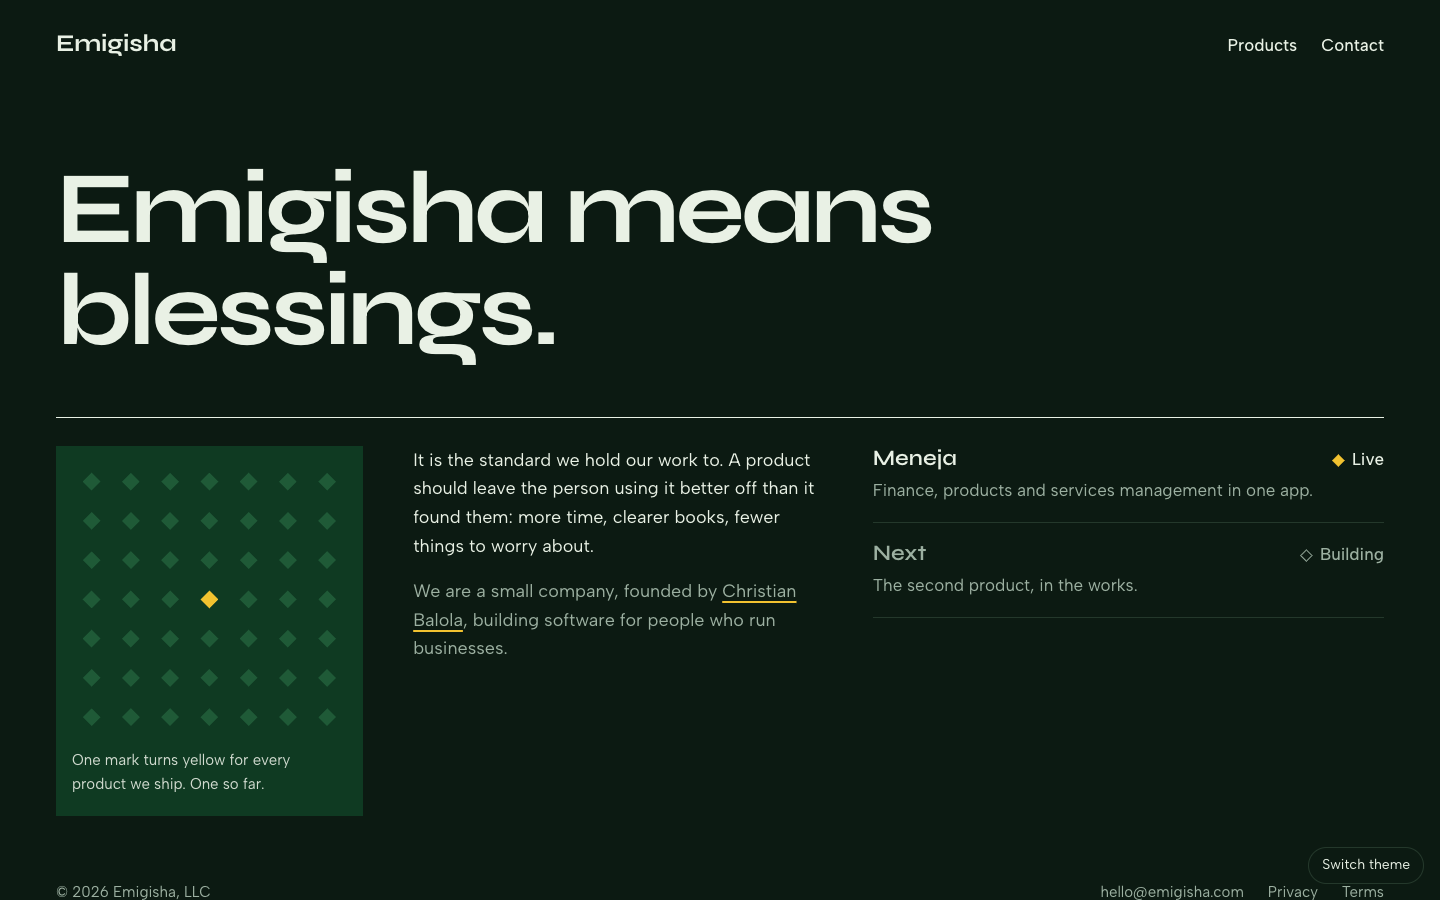 Emigisha
Products
Contact
Emigisha means
blessings.
One mark turns yellow for every
product we ship. One so far.
It is the standard we hold our work to. A product
should leave the person using it better off than it
found them: more time, clearer books, fewer
things to worry about.
We are a small company, founded by Christian
Balola, building software for people who run
businesses.
Meneja
Live
Finance, products and services management in one app.
Next
Building
The second product, in the works.
Switch theme
© 2026 Emigisha, LLC
hello@emigisha.com
Privacy
Terms